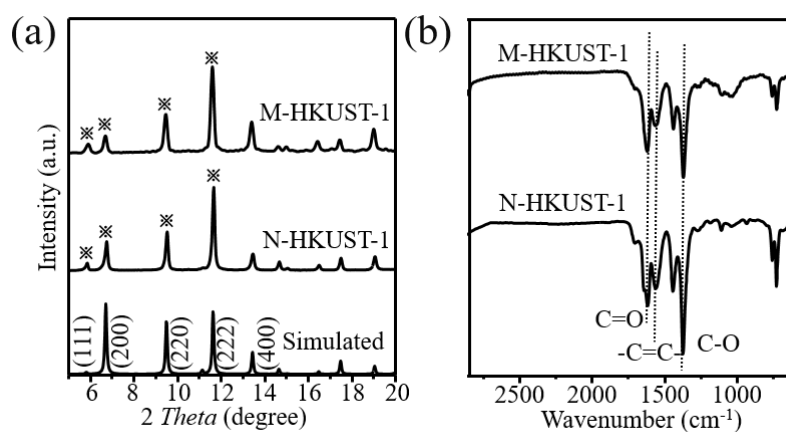 (a)
※
※
※
※
M-HKUST-1
※
※
※
※
N-HKUST-1
(111)
(200)
(220)
(222)
(400)
Simulated
Intensity (a.u.)
6 8 10 12 14 16 18 20
2 Theta (degree)
(b)
M-HKUST-1
N-HKUST-1
C=O
-C=C-
C-O
2500 2000 1500 1000
Wavenumber (cm-1)